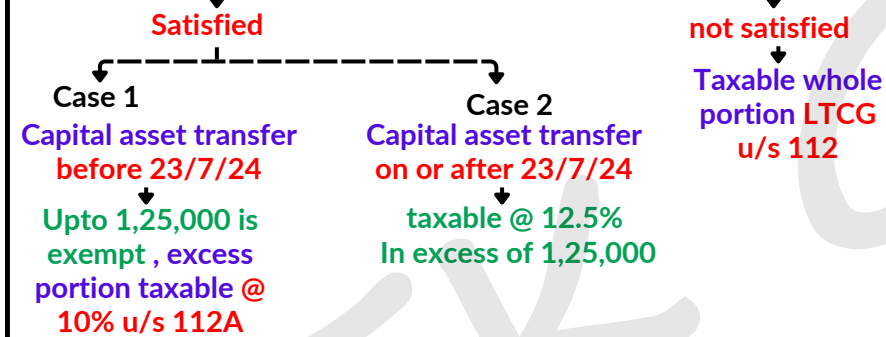 Satisfied
Case 1
Capital asset transfer
before 23/7/24
Upto 1,25,000 is
exempt , excess
portion taxable @
10% u/s 112A
Case 2
Capital asset transfer
on or after 23/7/24
taxable @ 12.5%
In excess of 1,25,000
not satisfied
Taxable whole
portion LTCG
u/s 112